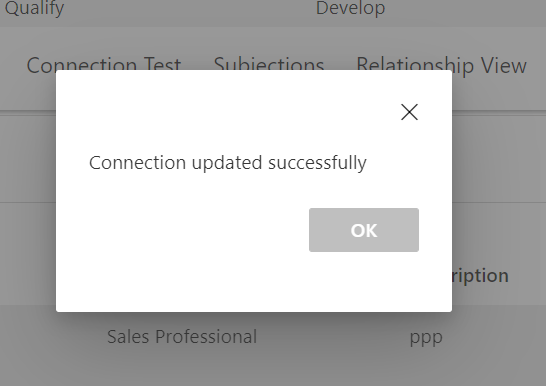 Qualify Develop
Connection Test Subjections Relationship View
Connection updated successfully
OK
ription
Sales Professional ppp